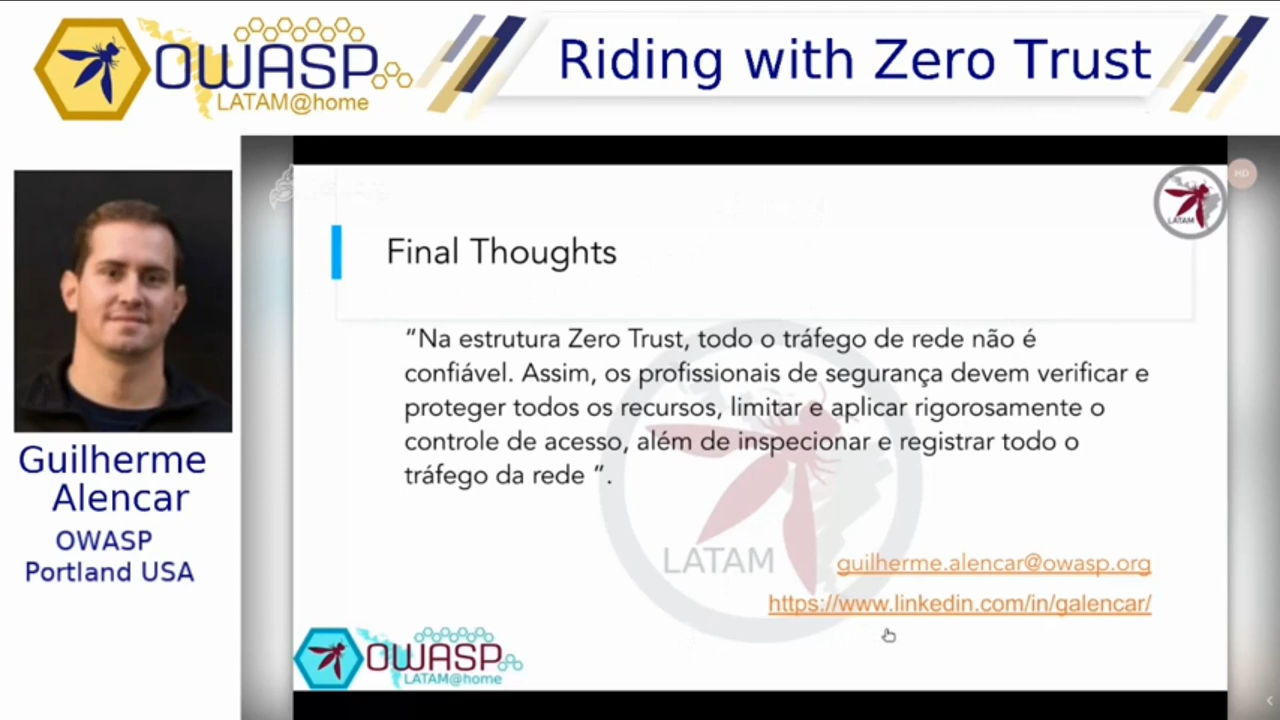 OWASP
LATAM@home
Riding with Zero Trust
HD
LATAM
Final Thoughts
“Na estrutura Zero Trust, todo o tráfego de rede não é
confiável. Assim, os profissionais de segurança devem verificar e
proteger todos os recursos, limitar e aplicar rigorosamente o
controle de acesso, além de inspecionar e registrar todo o
tráfego da rede ”.
Guilherme
Alencar
OWASP
Portland USA
LATAM
guilherme.alencar@owasp.org
https://www.linkedin.com/in/galencar/
OWASP
LATAM@home